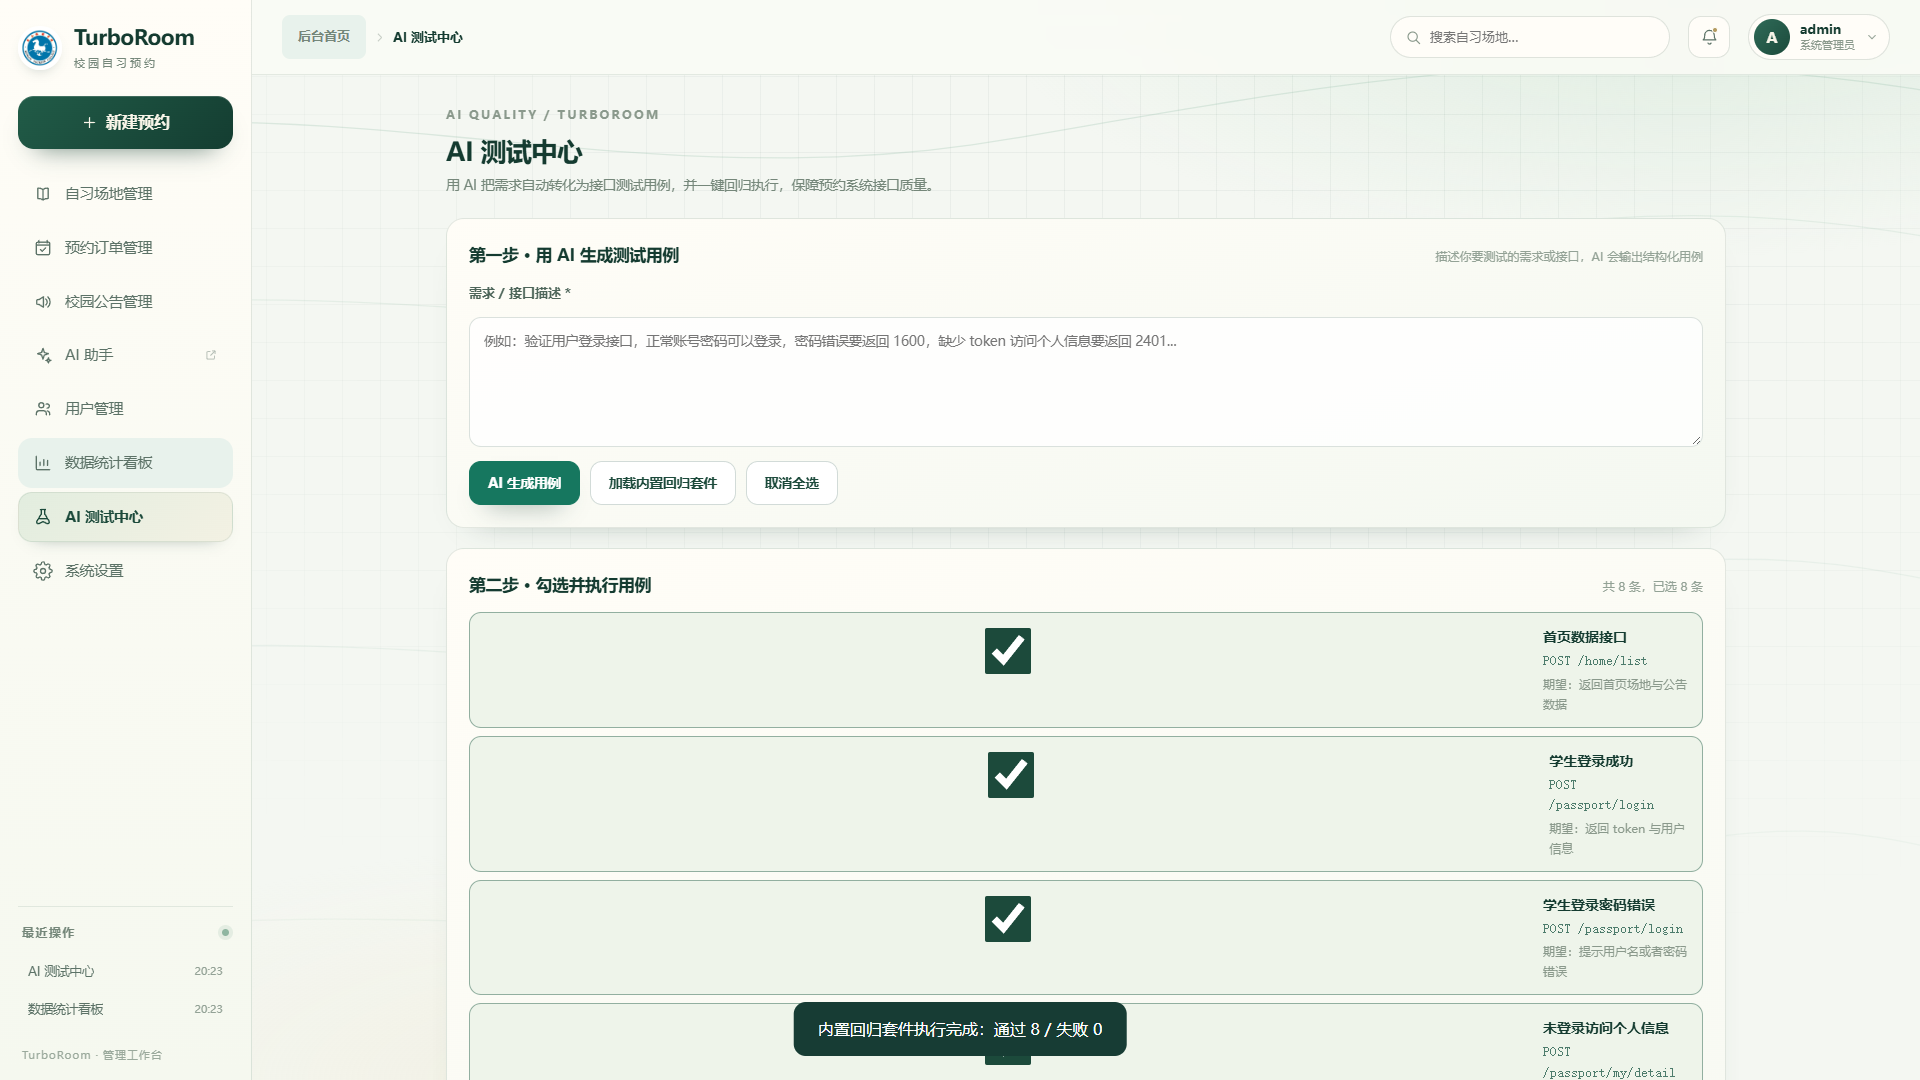 TurboRoom
校园自习预约
新建预约
自习场地管理
预约订单管理
校园公告管理
AI 助手
用户管理
数据统计看板
AI 测试中心
系统设置
最近操作
AI 测试中心 20:23
数据统计看板 20:23
TurboRoom · 管理工作台
后台首页
AI 测试中心
搜索自习场地...
A
admin
系统管理员
AI QUALITY / TURBOROOM
AI 测试中心
用 AI 把需求自动转化为接口测试用例，并一键回归执行，保障预约系统接口质量。
第一步 • 用 AI 生成测试用例
描述你要测试的需求或接口，AI 会输出结构化用例
需求 / 接口描述 *
例如：验证用户登录接口，正常账号密码可以登录，密码错误要返回 1600，缺少 token 访问个人信息要返回 2401...
AI 生成用例
加载内置回归套件
取消全选
第二步 • 勾选并执行用例
共 8 条，已选 8 条
首页数据接口
POST /home/list
期望：返回首页场地与公告
数据
学生登录成功
POST
/passport/login
期望：返回 token 与用户
信息
学生登录密码错误
POST /passport/login
期望：提示用户名或者密码
错误
未登录访问个人信息
POST
/passport/my/detail
内置回归套件执行完成：通过 8 / 失败 0